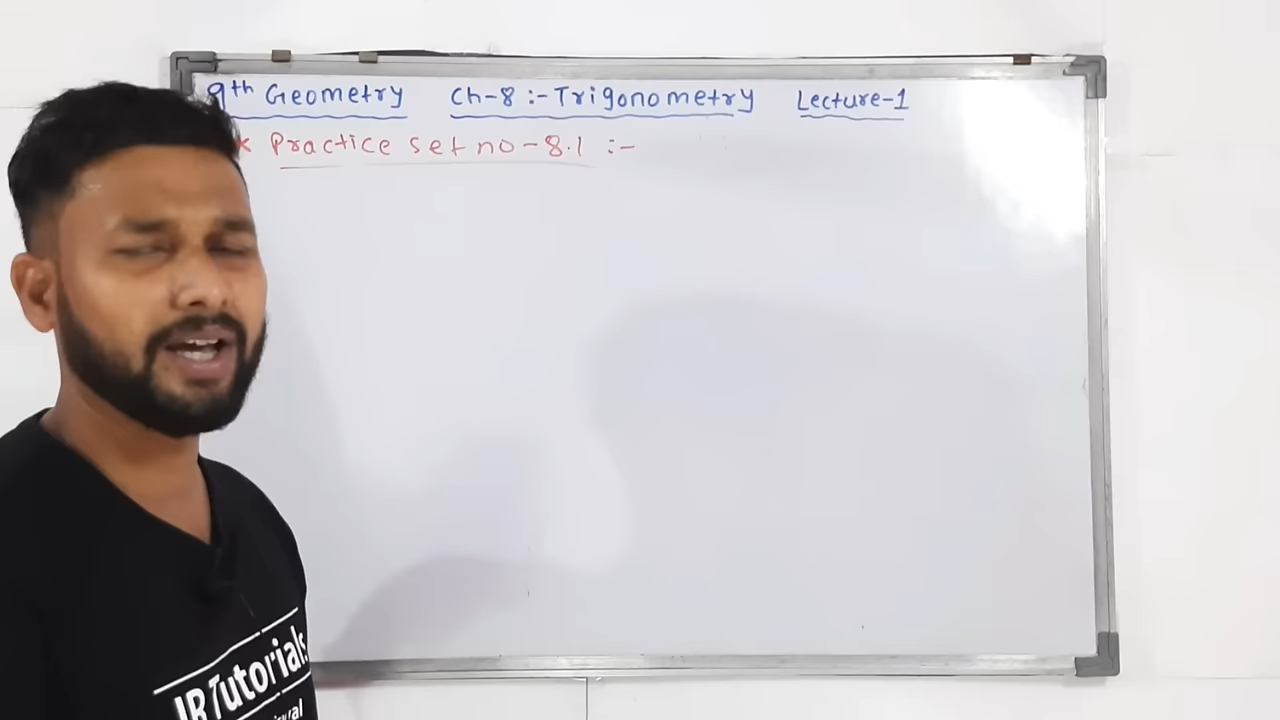 9th Geometry Ch-8 :- Trigonometry Lecture-1
* Practice set no - 8.1 :-
JR Tutorials